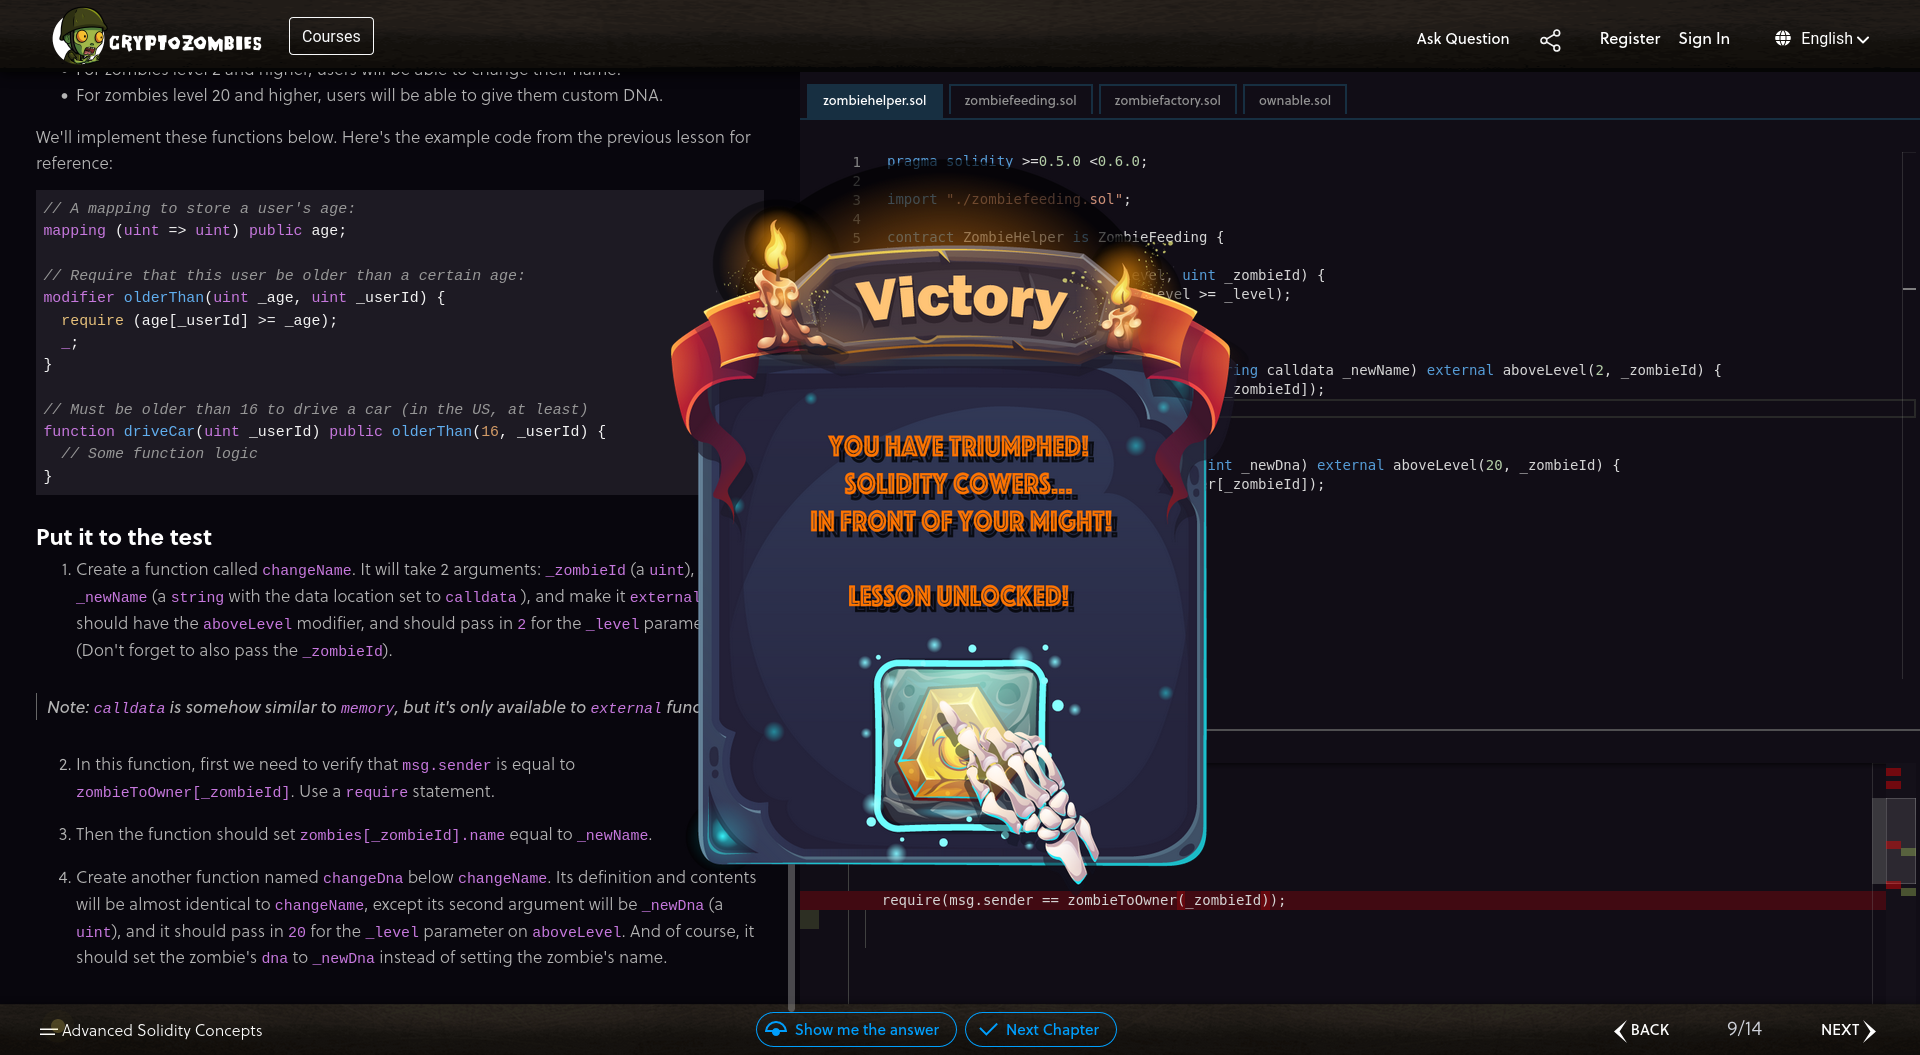 CRYPTOZOMBIES
Courses
Ask Question
Register
Sign In
English
For zombies level 2 and higher, users will be able to change their name.
For zombies level 20 and higher, users will be able to give them custom DNA.
We'll implement these functions below. Here's the example code from the previous lesson for
reference:
// A mapping to store a user's age:
mapping (uint => uint) public age;
// Require that this user be older than a certain age:
modifier olderThan(uint _age, uint _userId) {
require (age[_userId] >= _age);
_;
}
// Must be older than 16 to drive a car (in the US, at least)
function driveCar(uint _userId) public olderThan(16, _userId) {
// Some function logic
}
Put it to the test
1. Create a function called changeName. It will take 2 arguments: _zombieId (a uint),
_newName (a string with the data location set to calldata ), and make it external
should have the aboveLevel modifier, and should pass in 2 for the _level
(Don't forget to also pass the _zombieId).
Note: calldata is somehow similar to memory, but it's only available to external
2. In this function, first we need to verify that msg.sender is equal to
zombieToOwner[_zombieId]. Use a require statement.
3. Then the function should set zombies[_zombieId].name equal to _newName.
4. Create another function named changeDna below changeName. Its definition and contents
will be almost identical to changeName, except its second argument will be _newDna (a
uint), and it should pass in 20 for the _level parameter on aboveLevel. And of course, it
should set the zombie's dna to _newDna instead of setting the zombie's name.
zombiehelper.sol
zombiefeeding.sol
zombiefactory.sol
ownable.sol
1 pragma solidity >=0.5.0 <0.6.0;
2
3 import "./zombiefeeding.sol";
4
5 contract ZombieHelper is ZombieFeeding {
evel, uint _zombieId) {
level >= _level);
ring calldata _newName) external aboveLevel(2, _zombieId) {
_zombieId]);
int _newDna) external aboveLevel(20, _zombieId) {
r[_zombieId]);
Victory
YOU HAVE TRIUMPHED!
SOLIDITY COWERS...
IN FRONT OF YOUR MIGHT!
LESSON UNLOCKED!
require(msg.sender == zombieToOwner(_zombieId));
Advanced Solidity Concepts
Show me the answer
Next Chapter
BACK
9/14
NEXT